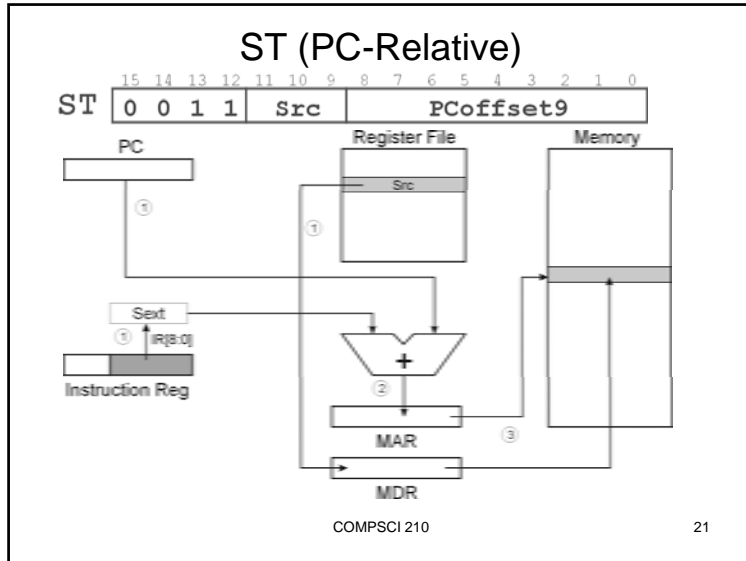 ST (PC-Relative)
15 14 13 12 11 10 9 8 7 6 5 4 3 2 1 0
ST 0 0 1 1 Src PCoffset9
PC Register File Memory
Src
① ①
Sext
① IR[8:0]
+
Instruction Reg ②
MAR ③
MDR
COMPSCI 210 21